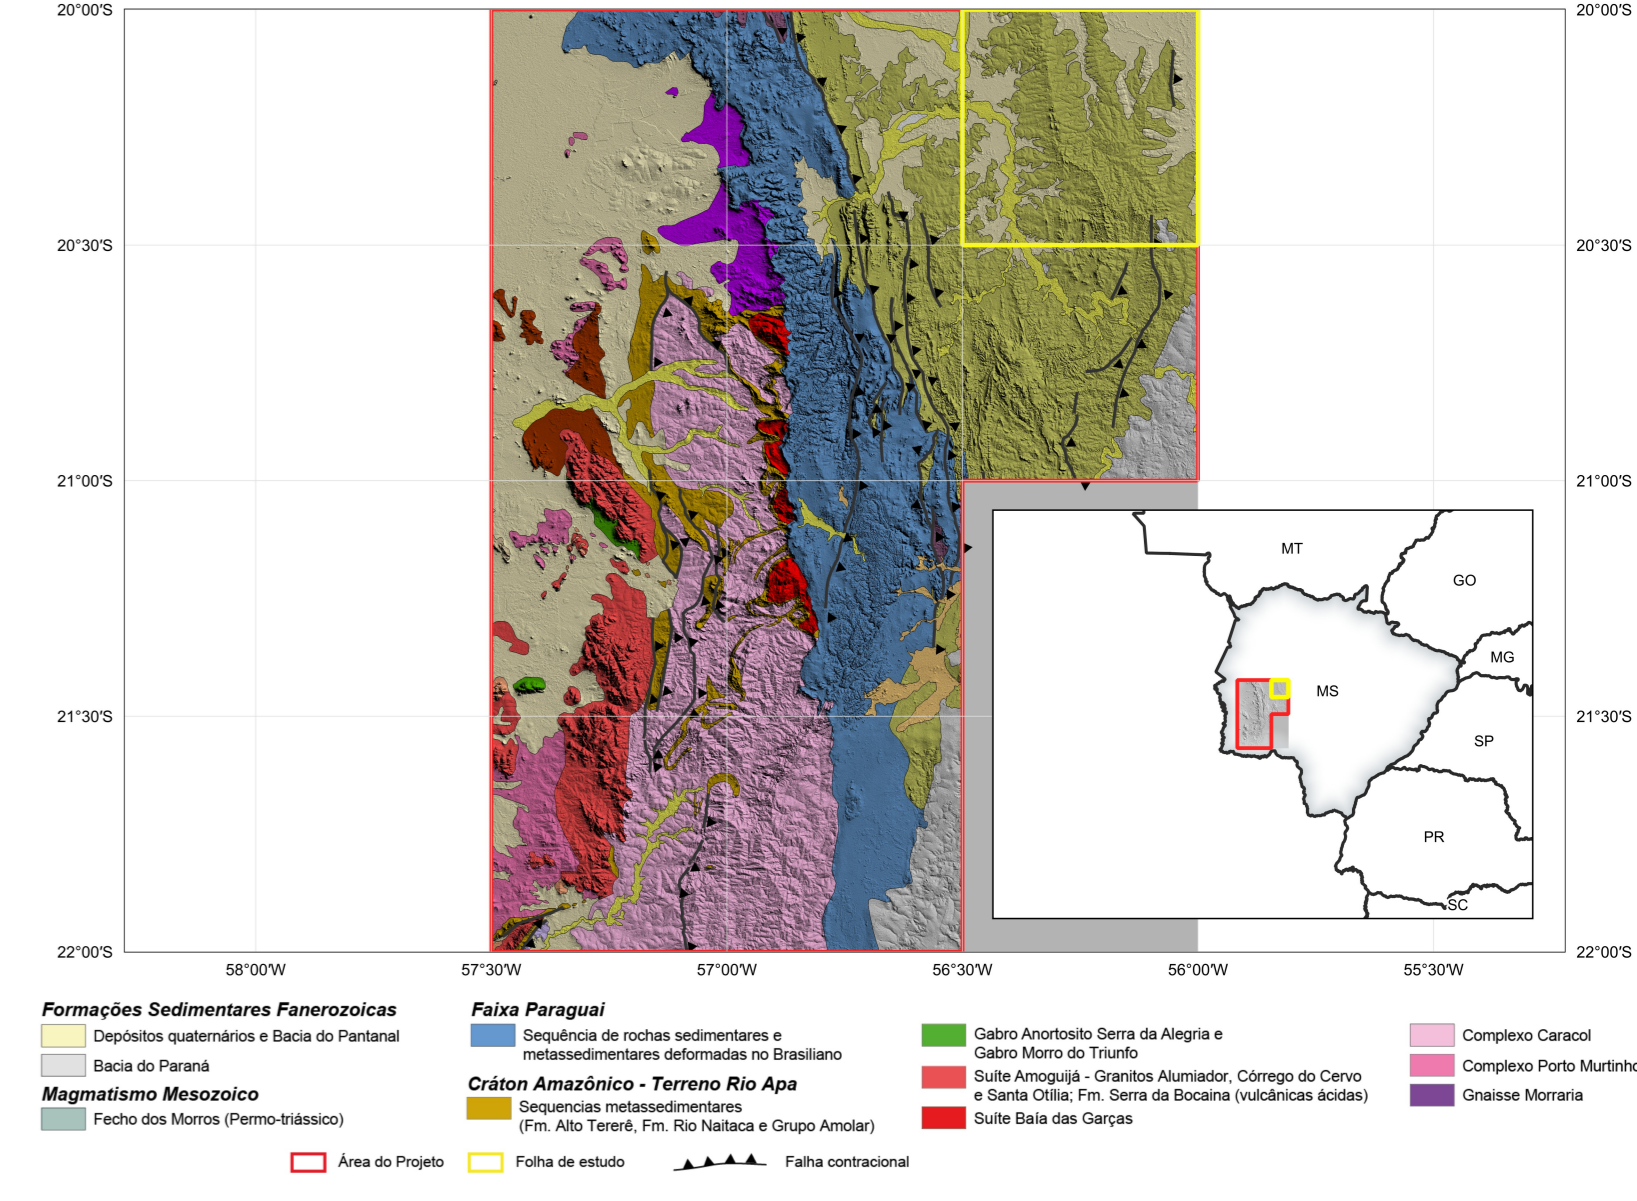 20°00'S
20°00'S
20°30'S
20°30'S
21°00'S
21°00'S
21°30'S
21°30'S
22°00'S
22°00'S
58°00'W
57°30'W
57°00'W
56°30'W
56°00'W
55°30'W
MT
GO
MG
MS
SP
PR
SC
Formações Sedimentares Fanerozoicas
Depósitos quaternários e Bacia do Pantanal
Bacia do Paraná
Magmatismo Mesozoico
Fecho dos Morros (Permo-triássico)
Faixa Paraguai
Sequência de rochas sedimentares e
metassedimentares deformadas no Brasiliano
Cráton Amazônico - Terreno Rio Apa
Sequencias metassedimentares
(Fm. Alto Tererê, Fm. Rio Naitaca e Grupo Amolar)
Gabro Anortosito Serra da Alegria e
Gabro Morro do Triunfo
Suíte Amoguijá - Granitos Alumiador, Córrego do Cervo
e Santa Otília; Fm. Serra da Bocaina (vulcânicas ácidas)
Suíte Baía das Garças
Complexo Caracol
Complexo Porto Murtinho
Gnaisse Morraria
Área do Projeto
Folha de estudo
Falha contracional